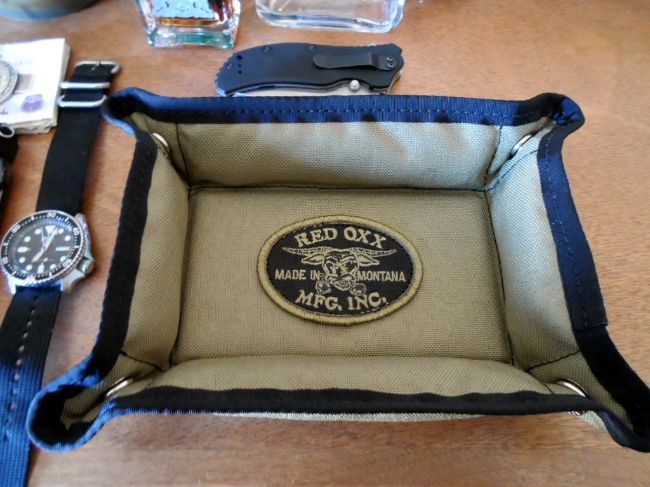 RED OXX
MADE IN MONTANA
MFG. INC.